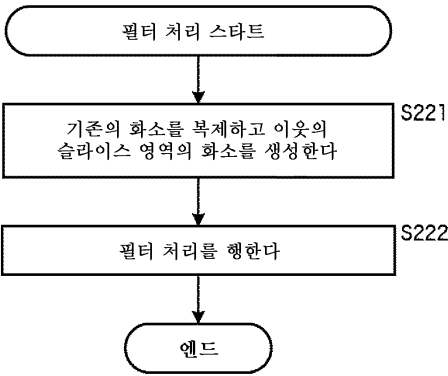 필터 처리 스타트
S221
기존의 화소를 복제하고 이웃의
슬라이스 영역의 화소를 생성한다
S222
필터 처리를 행한다
엔드